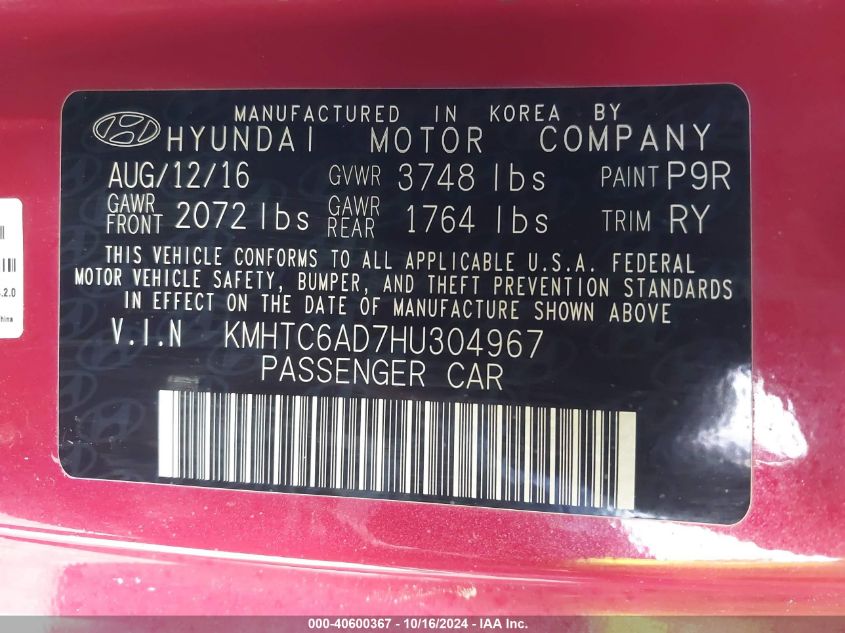 MANUFACTURED IN KOREA BY
HYUNDAI MOTOR COMPANY
AUG/12/16 GVWR 3748 lbs PAINT P9R
GAWR FRONT 2072 lbs GAWR REAR 1764 lbs TRIM RY
THIS VEHICLE CONFORMS TO ALL APPLICABLE U.S.A. FEDERAL
MOTOR VEHICLE SAFETY, BUMPER, AND THEFT PREVENTION STANDARDS
IN EFFECT ON THE DATE OF MANUFACTURE SHOWN ABOVE
V.I.N KMHTC6AD7HU304967
PASSENGER CAR
.2.0
hina
000-40600367 - 10/16/2024 - IAA Inc.